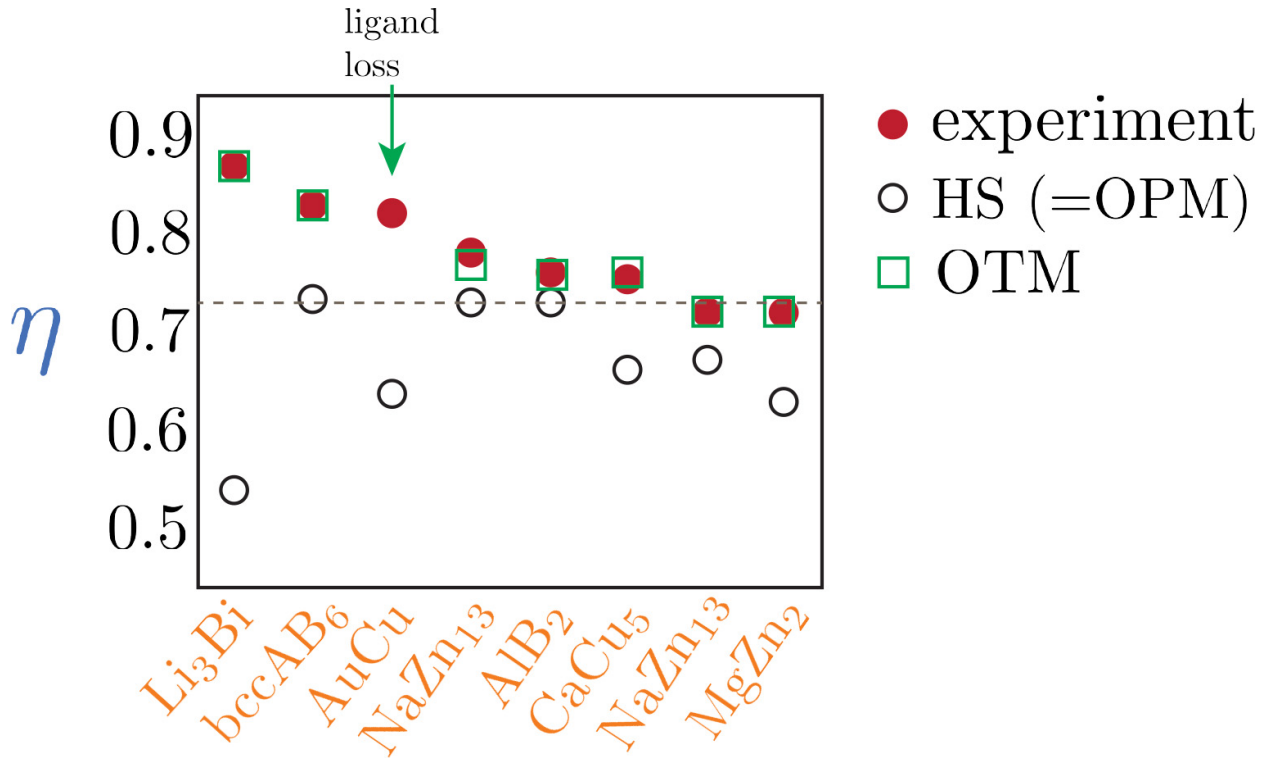 ligand
loss
0.9
0.8
0.7
0.6
0.5
η
experiment
HS (=OPM)
OTM
Li₃Bi
bccAB₆
AuCu
NaZn₁₃
AlB₂
CaCu₅
NaZn₁₃
MgZn₂